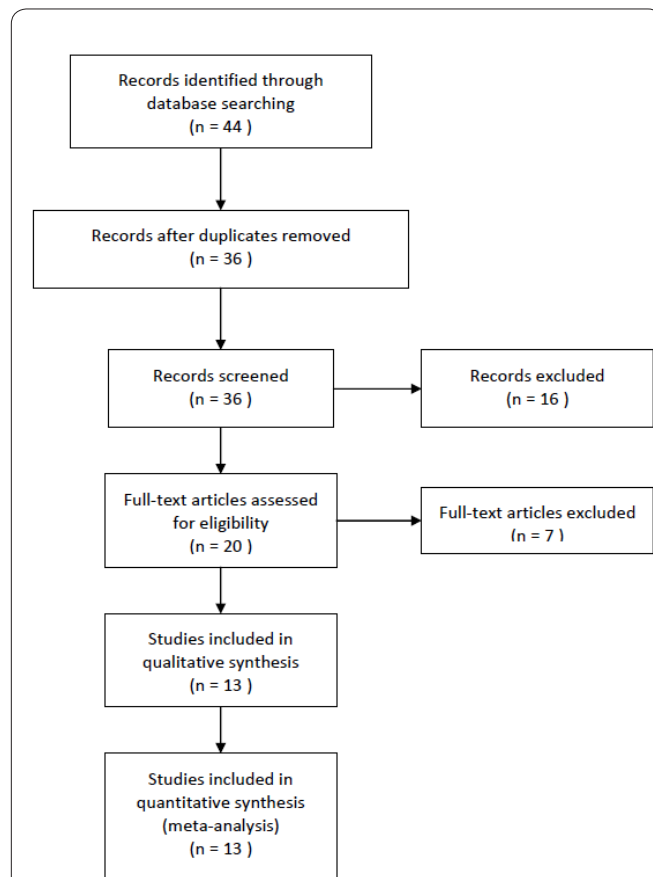 Records identified through
database searching
(n = 44 )
Records after duplicates removed
(n = 36 )
Records screened
(n = 36 )
Records excluded
(n = 16 )
Full-text articles assessed
for eligibility
(n = 20 )
Full-text articles excluded
(n = 7 )
Studies included in
qualitative synthesis
(n = 13 )
Studies included in
quantitative synthesis
(meta-analysis)
(n = 13 )